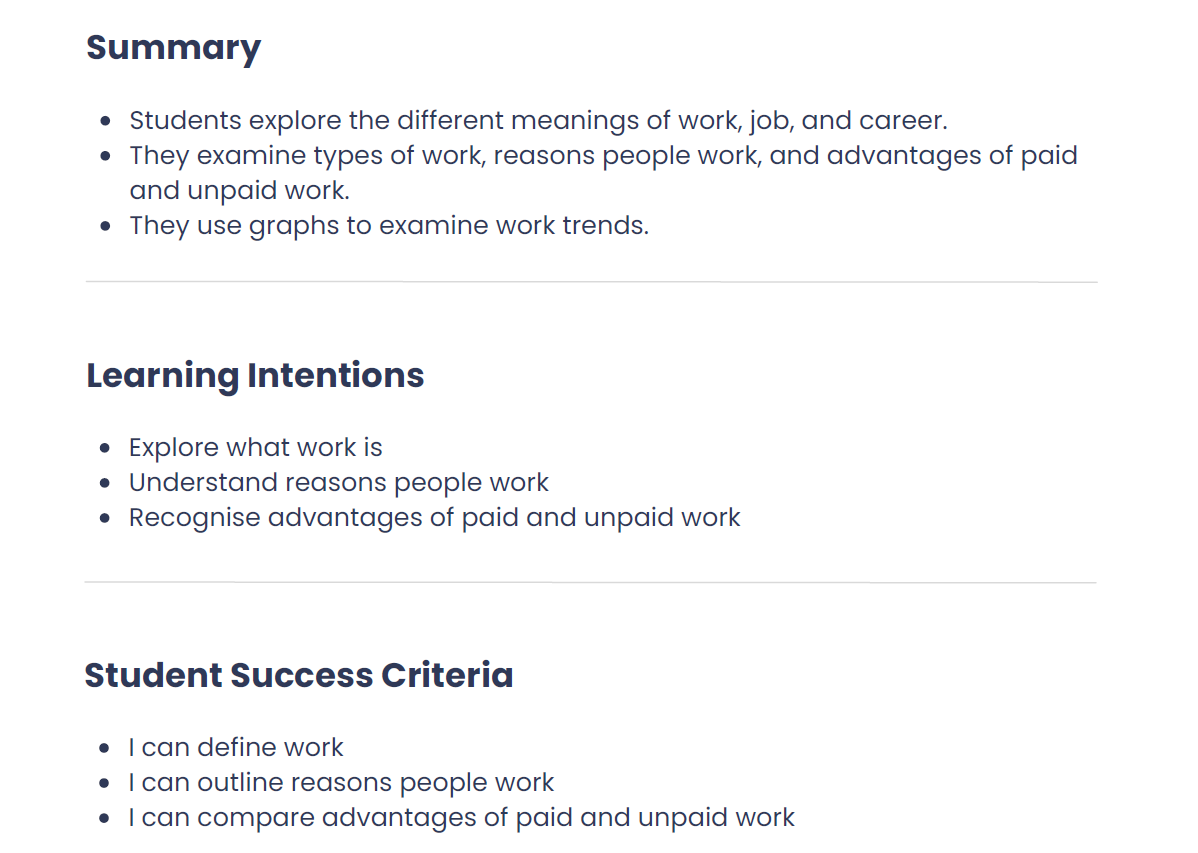 Summary
• Students explore the different meanings of work, job, and career.
• They examine types of work, reasons people work, and advantages of paid
and unpaid work.
• They use graphs to examine work trends.
Learning Intentions
• Explore what work is
• Understand reasons people work
• Recognise advantages of paid and unpaid work
Student Success Criteria
• I can define work
• I can outline reasons people work
• I can compare advantages of paid and unpaid work